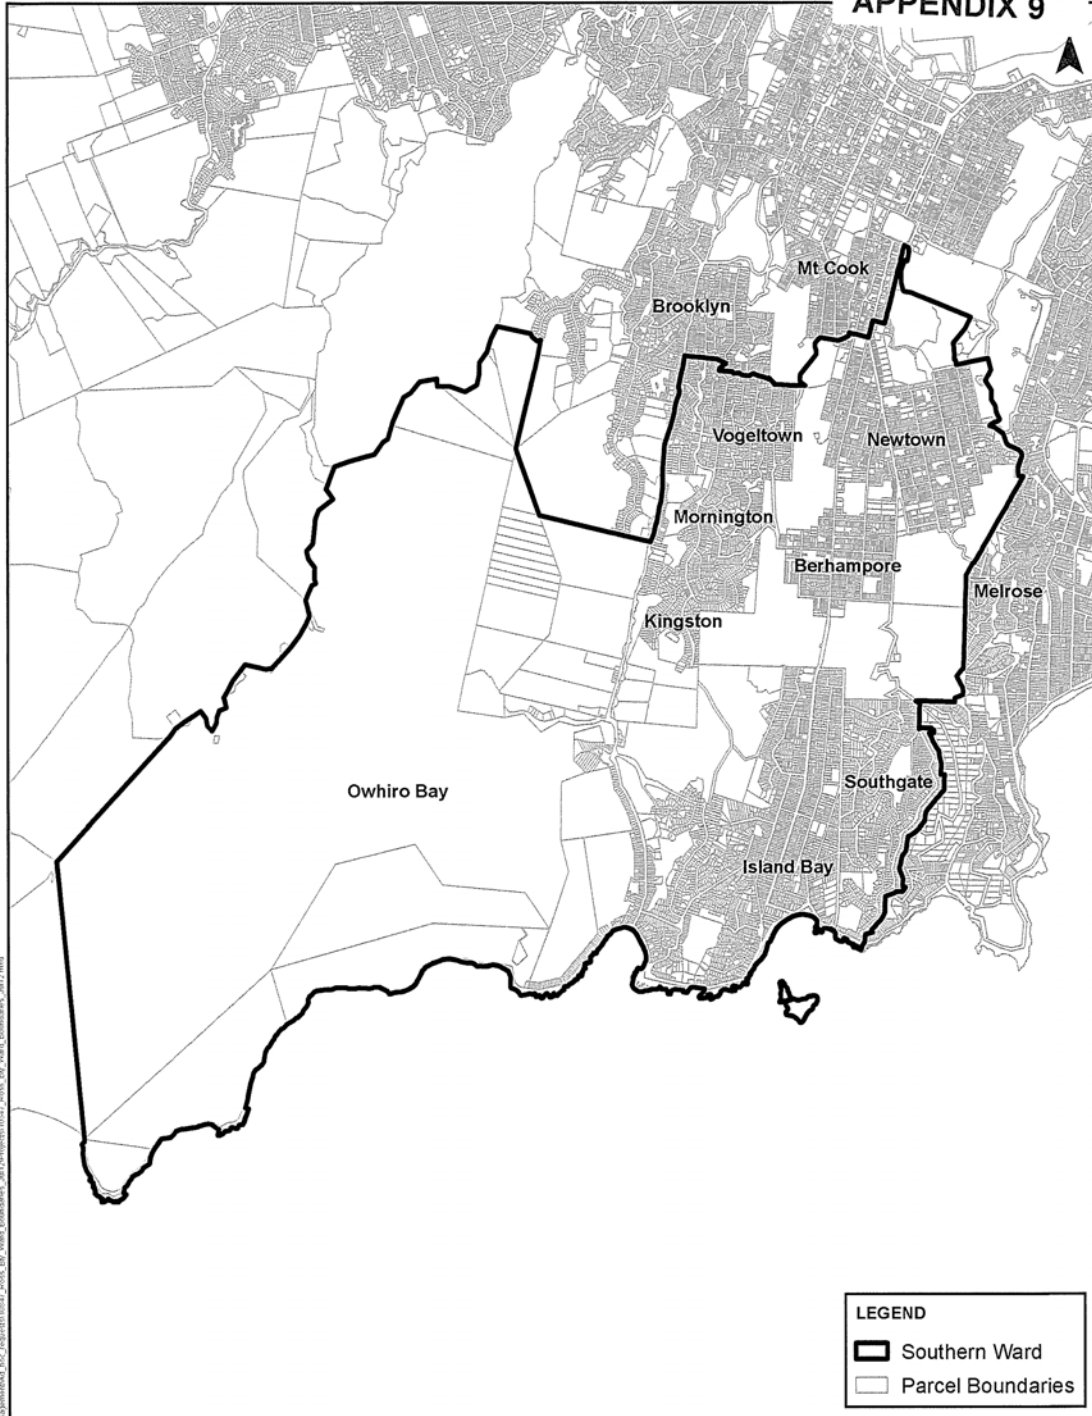 APPENDIX 9
Mt Cook
Brooklyn
Vogeltown
Newtown
Mornington
Berhampore
Melrose
Kingston
Southgate
Owhiro Bay
Island Bay
LEGEND
Southern Ward
Parcel Boundaries